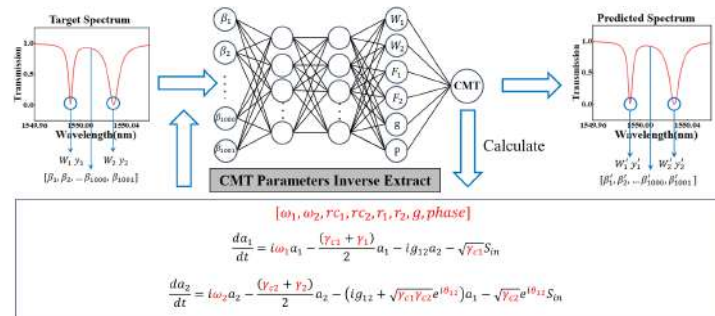 Target Spectrum
Transmission
1.0
0.5
0.0
1549.96 1550.00 1550.04
Wavelength(nm)
W₁ y₁ W₂ y₂
[β₁, β₂, ... β₁₀₀₀, β₁₀₀₁]
β₁
β₂
β₁₀₀₀
β₁₀₀₁
W₁
W₂
F₁
F₂
g
P
CMT
CMT Parameters Inverse Extract
Calculate
Predicted Spectrum
Transmission
1.0
0.5
0.0
1549.96 1550.00 1550.04
Wavelength(nm)
W₁′ y₁′ W₂′ y₂′
[β₁′, β₂′, ... β₁₀₀₀′, β₁₀₀₁′]
[ω₁, ω₂, rc₁, rc₂, r₁, r₂, g, phase]
da₁/dt = iω₁a₁ − (γc1 + γ₁)/2 a₁ − ig₁₂a₂ − √γc1 Sin
da₂/dt = iω₂a₂ − (γc2 + γ₂)/2 a₂ − (ig₁₂ + √(γc1γc2) e^{iθ₁₂})a₁ − √γc2 e^{iθ₁₂} Sin